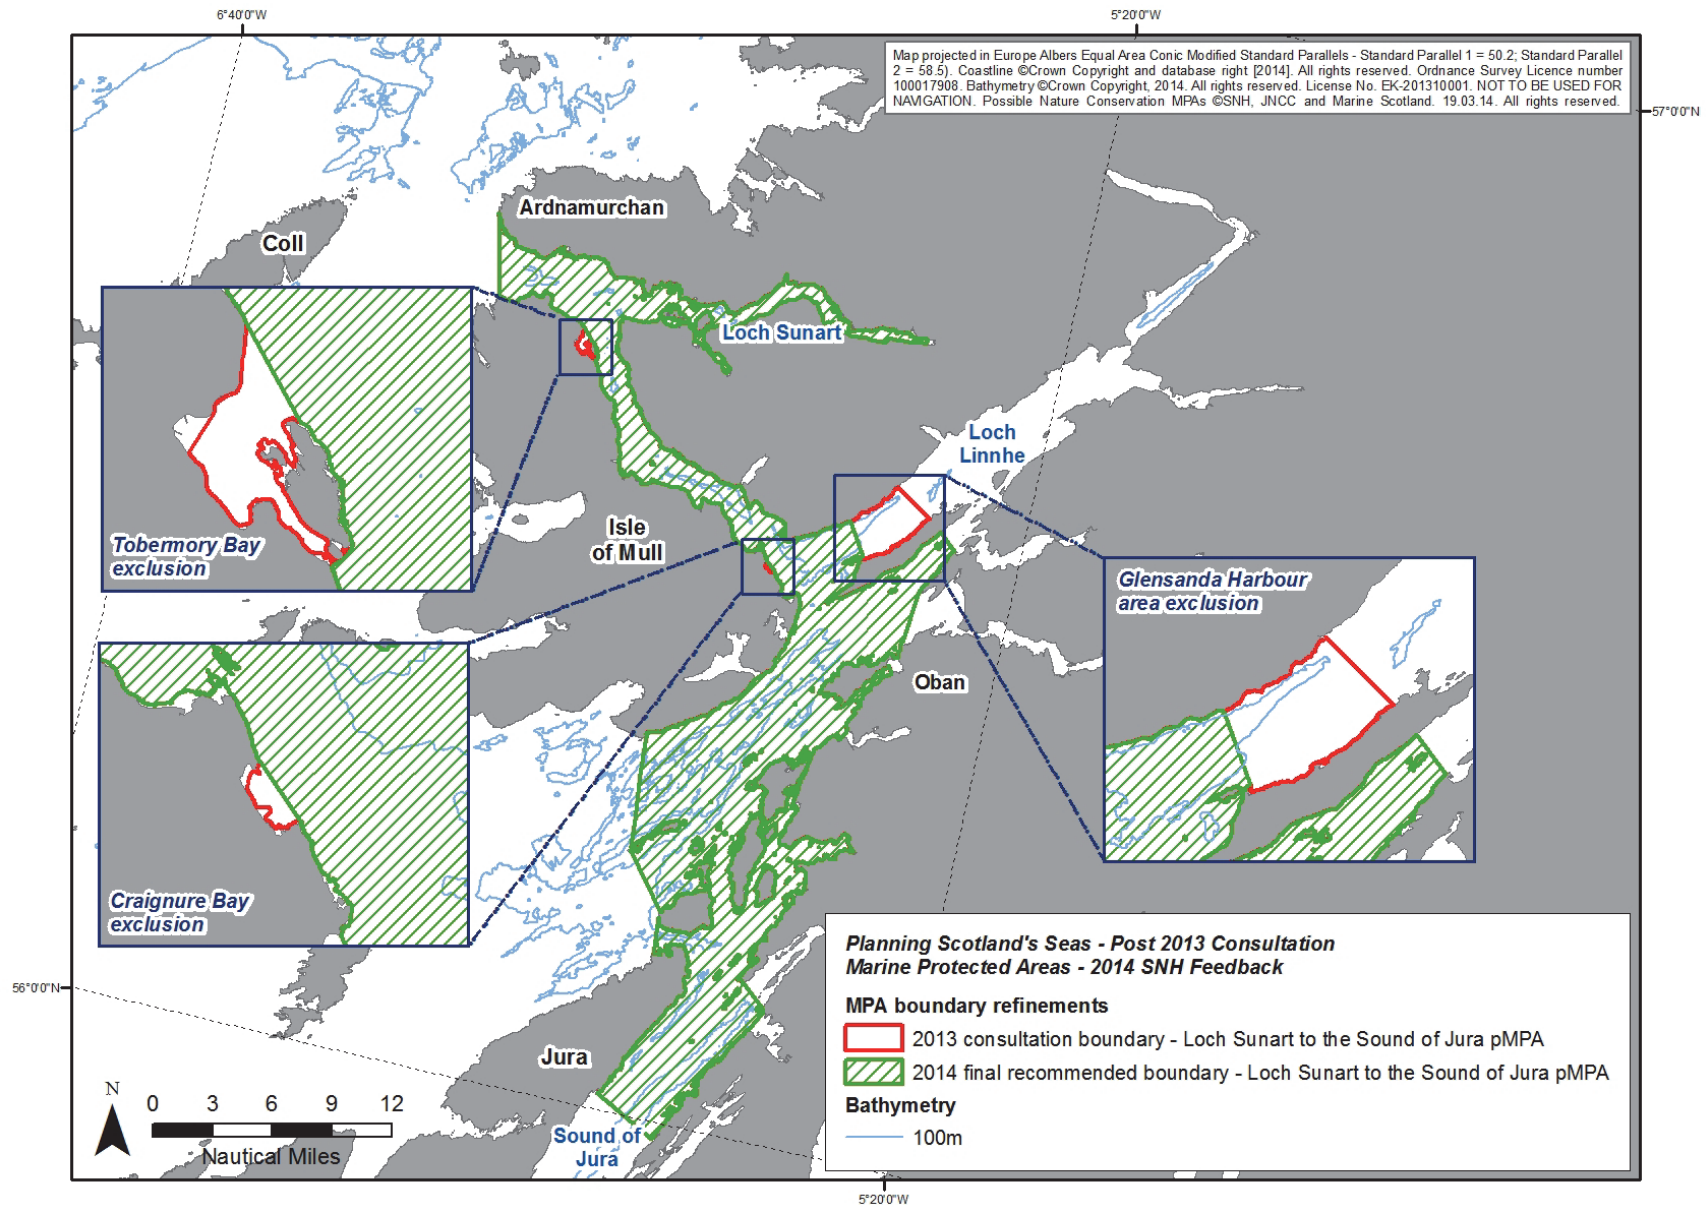 6°40'0"W
5°20'0"W
Map projected in Europe Albers Equal Area Conic Modified Standard Parallels - Standard Parallel 1 = 50.2; Standard Parallel
2 = 58.5). Coastline ©Crown Copyright and database right [2014]. All rights reserved. Ordnance Survey Licence number
100017908. Bathymetry ©Crown Copyright, 2014. All rights reserved. License No. EK-201310001. NOT TO BE USED FOR
NAVIGATION. Possible Nature Conservation MPAs ©SNH, JNCC and Marine Scotland. 19.03.14. All rights reserved.
57°0'0"N
Ardnamurchan
Coll
Loch Sunart
Loch
Linnhe
Isle
of Mull
Tobermory Bay
exclusion
Glensanda Harbour
area exclusion
Oban
Craignure Bay
exclusion
56°0'0"N
Jura
Sound of
Jura
N
0 3 6 9 12
Nautical Miles
Planning Scotland's Seas - Post 2013 Consultation
Marine Protected Areas - 2014 SNH Feedback
MPA boundary refinements
2013 consultation boundary - Loch Sunart to the Sound of Jura pMPA
2014 final recommended boundary - Loch Sunart to the Sound of Jura pMPA
Bathymetry
100m
5°20'0"W